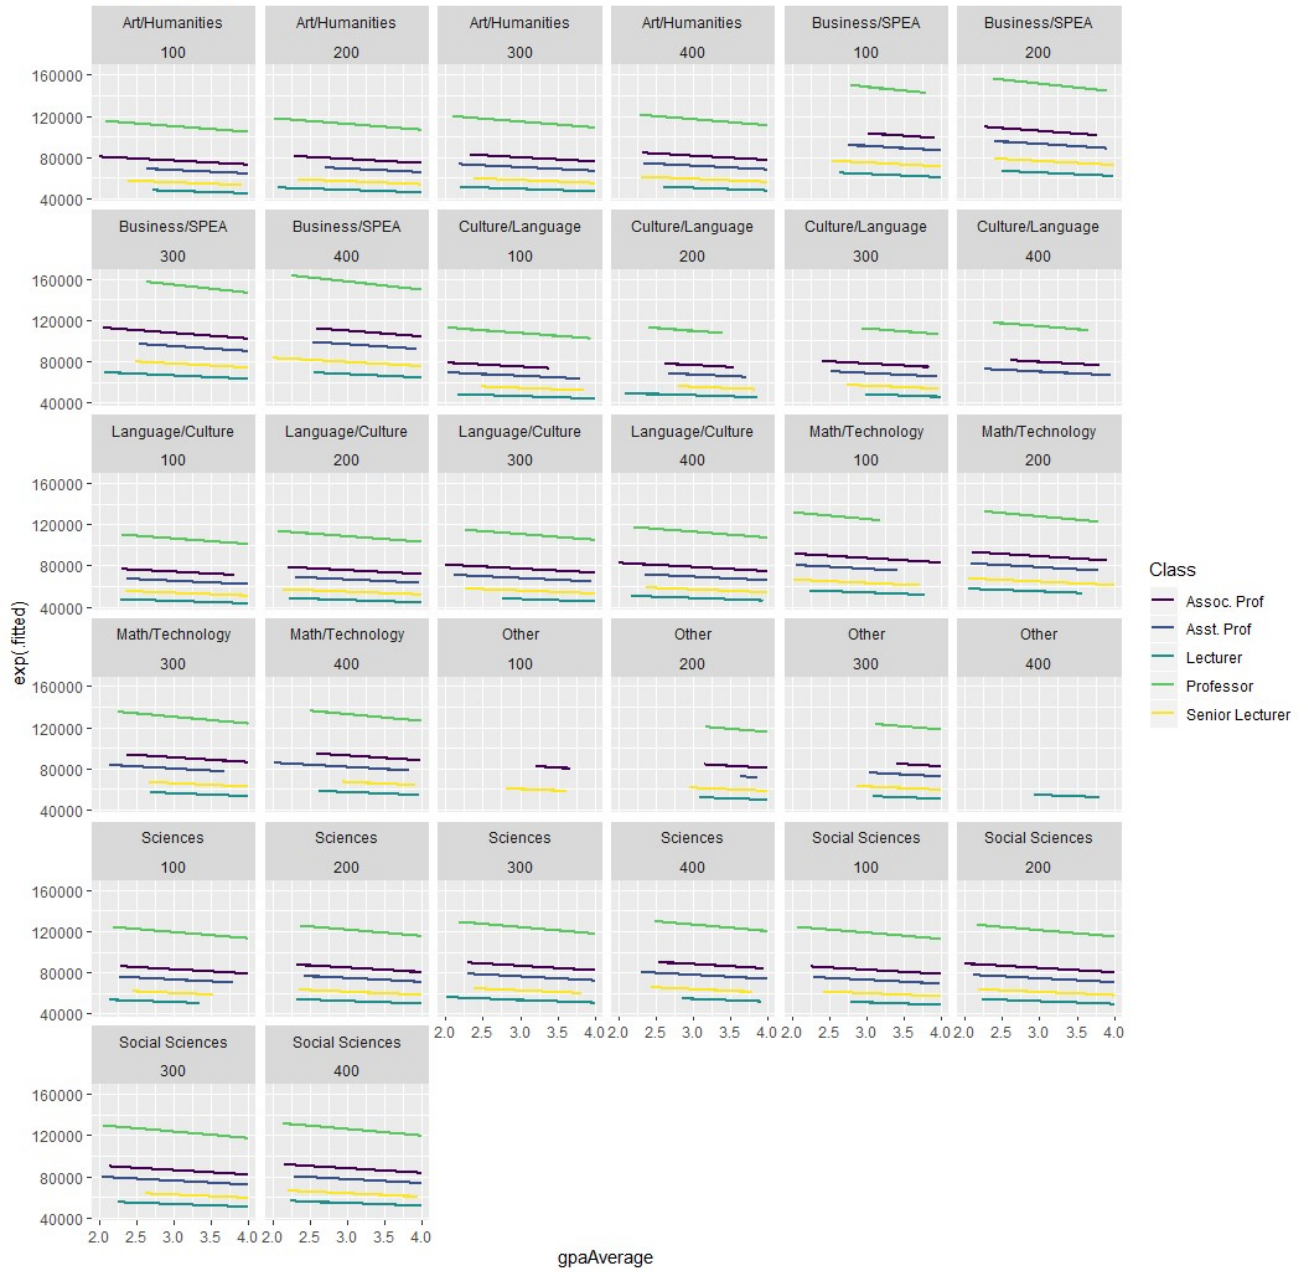 Art/Humanities Art/Humanities Art/Humanities Art/Humanities Business/SPEA Business/SPEA
100 200 300 400 100 200
160000
120000
80000
40000
Business/SPEA Business/SPEA Culture/Language Culture/Language Culture/Language Culture/Language
300 400 100 200 300 400
160000
120000
80000
40000
Language/Culture Language/Culture Language/Culture Language/Culture Math/Technology Math/Technology
100 200 300 400 100 200
160000
120000
80000
40000
Math/Technology Math/Technology Other Other Other Other
300 400 100 200 300 400
160000
120000
80000
40000
Sciences Sciences Sciences Sciences Social Sciences Social Sciences
100 200 300 400 100 200
160000
120000
80000
40000
2.0 2.5 3.0 3.5 4.0 2.0 2.5 3.0 3.5 4.0 2.0 2.5 3.0 3.5 4.0 2.0 2.5 3.0 3.5 4.0
Social Sciences Social Sciences
300 400
160000
120000
80000
40000
2.0 2.5 3.0 3.5 4.0 2.0 2.5 3.0 3.5 4.0
gpaAverage
exp(.fitted)
Class
Assoc. Prof
Asst. Prof
Lecturer
Professor
Senior Lecturer